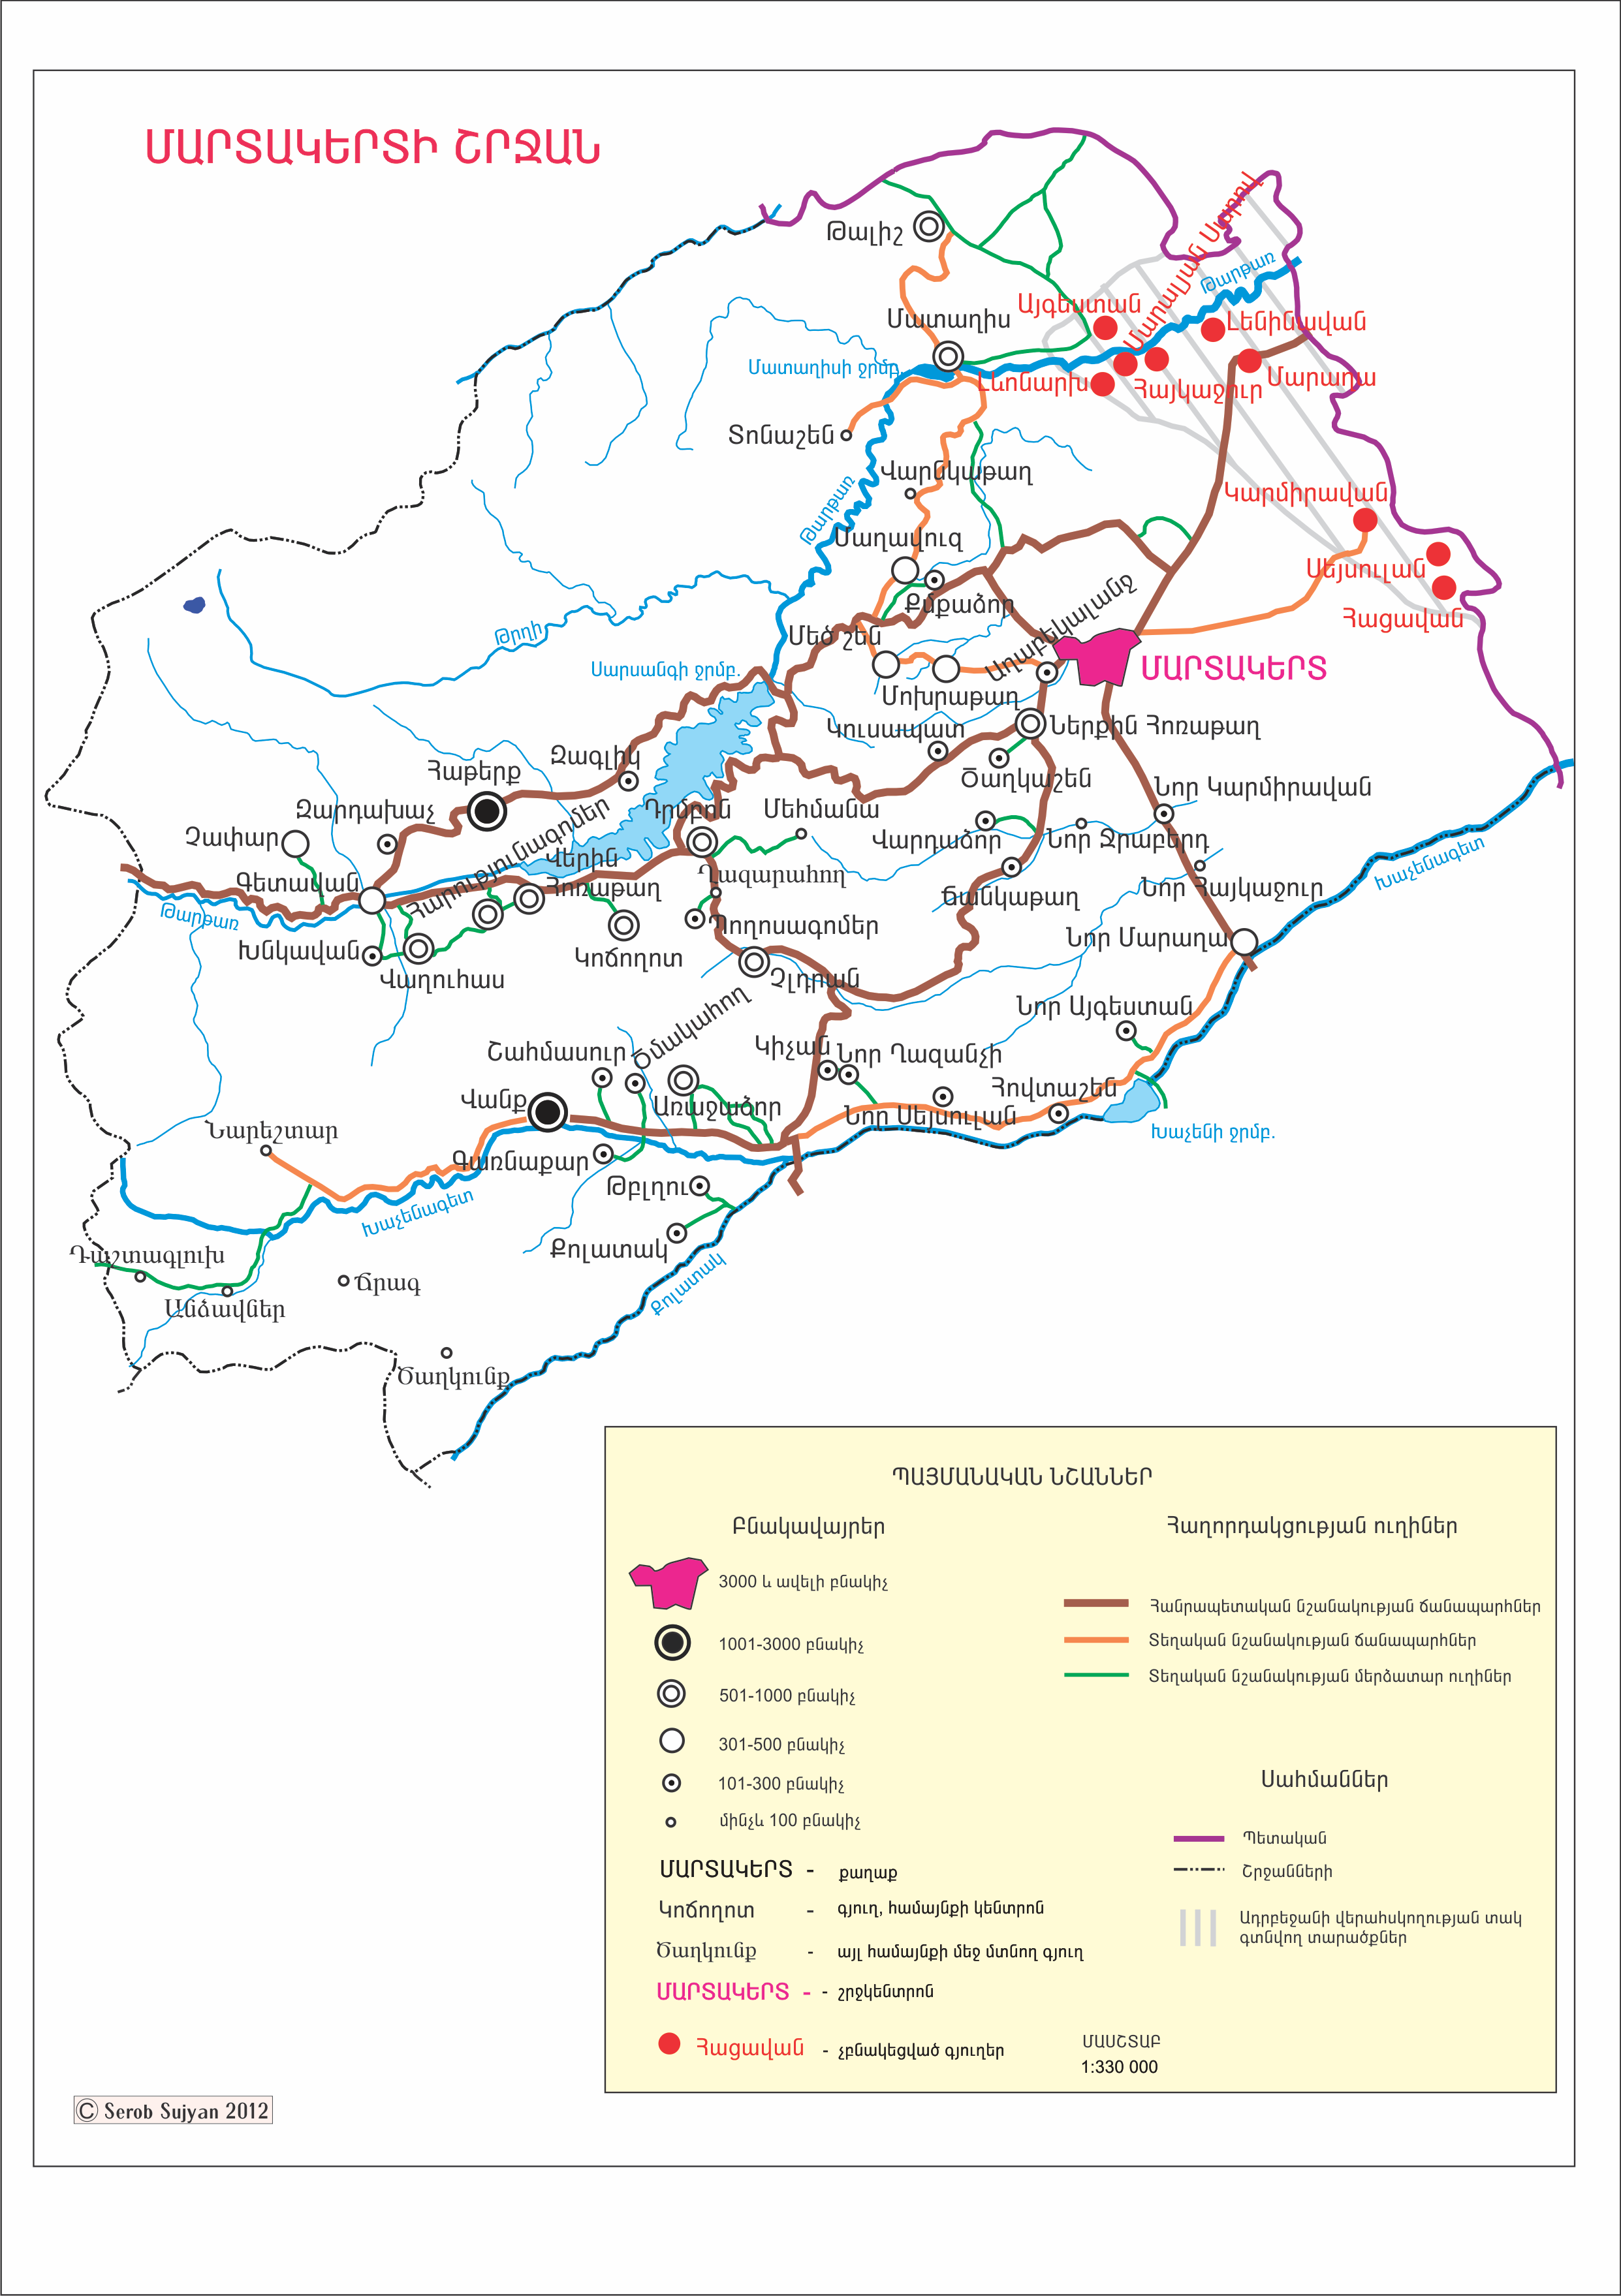 ՄԱՐՏԱԿԵՐՏԻ ՇՐՋԱՆ
Թալիշ
Մարալյան Սարով
Թարթառ
Այգեստան
Մատաղիս
Լենինավան
Մատաղիսի ջրմբ.
Լևոնարխ
Հայկաջուր
Մարաղա
Տոնաշեն
Վարնկաթաղ
Կարմիրավան
Թարթառ
Մաղավուզ
Սեյսուլան
Քմքաձոր
Հացավան
Թրղի
Մեծ շեն
Աղաբեկալանջ
Սարսանգի ջրմբ.
ՄԱՐՏԱԿԵՐՏ
Մոխրաթաղ
Կուսապատ
Ներքին Հոռաթաղ
Զագլիկ
Հաթերք
Ծաղկաշեն
Նոր Կարմիրավան
Զարդախաչ
Դրմբոն
Մեհմանա
Չափար
Վարդաձոր
Նոր Ջրաբերդ
Հարությունագոմեր
Վերին
Հոռաթաղ
Խաչենագետ
Գետավան
Ղազարահող
Նոր Հայկաջուր
Ճանկաթաղ
Թարթառ
Պողոսագոմեր
Խնկավան
Կոճողոտ
Նոր Մարաղա
Վաղուհաս
Չլդրան
Նոր Այգեստան
Ծմակահող
Շահմասուր
Կիչան
Նոր Ղազանչի
Վանք
Առաջաձոր
Հովտաշեն
Նոր Սեյսուլան
Նարեշտար
Խաչենի ջրմբ.
Գառնաքար
Թբլղու
Խաչենագետ
Քոլատակ
Դաշտագլուխ
Քոլատակ
Ճրագ
Անձավներ
Ծաղկունք
ՊԱՅՄԱՆԱԿԱՆ ՆՇԱՆՆԵՐ
Բնակավայրեր
3000 և ավելի բնակիչ
1001-3000 բնակիչ
501-1000 բնակիչ
301-500 բնակիչ
101-300 բնակիչ
մինչև 100 բնակիչ
ՄԱՐՏԱԿԵՐՏ - քաղաք
Կոճողոտ - գյուղ, համայնքի կենտրոն
Ծաղկունք - այլ համայնքի մեջ մտնող գյուղ
ՄԱՐՏԱԿԵՐՏ - - շրջկենտրոն
Հացավան - չբնակեցված գյուղեր
Հաղորդակցության ուղիներ
Հանրապետական նշանակության ճանապարհներ
Տեղական նշանակության ճանապարհներ
Տեղական նշանակության մերձատար ուղիներ
Սահմաններ
Պետական
Շրջանների
Ադրբեջանի վերահսկողության տակ
գտնվող տարածքներ
ՄԱՍՇՏԱԲ
1:330 000
© Serob Sujyan 2012